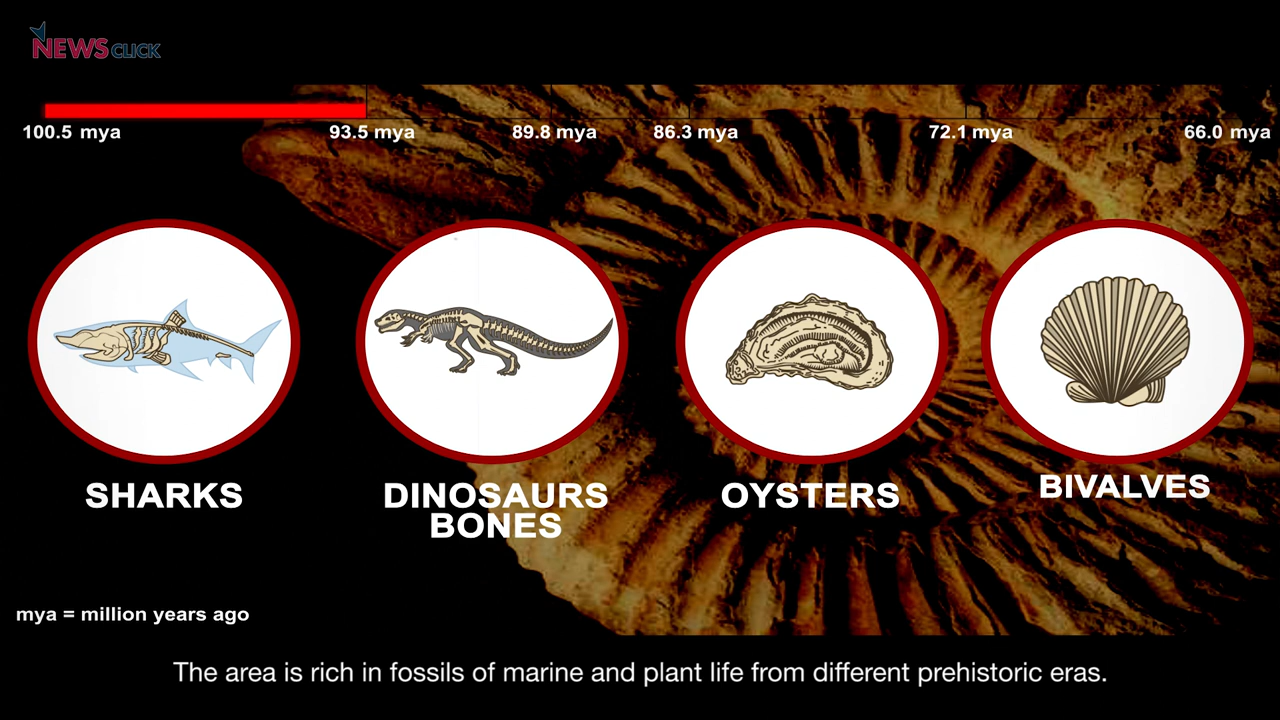 NEWS CLICK
100.5 mya 93.5 mya 89.8 mya 86.3 mya 72.1 mya 66.0 mya
SHARKS DINOSAURS BONES OYSTERS BIVALVES
mya = million years ago
The area is rich in fossils of marine and plant life from different prehistoric eras.